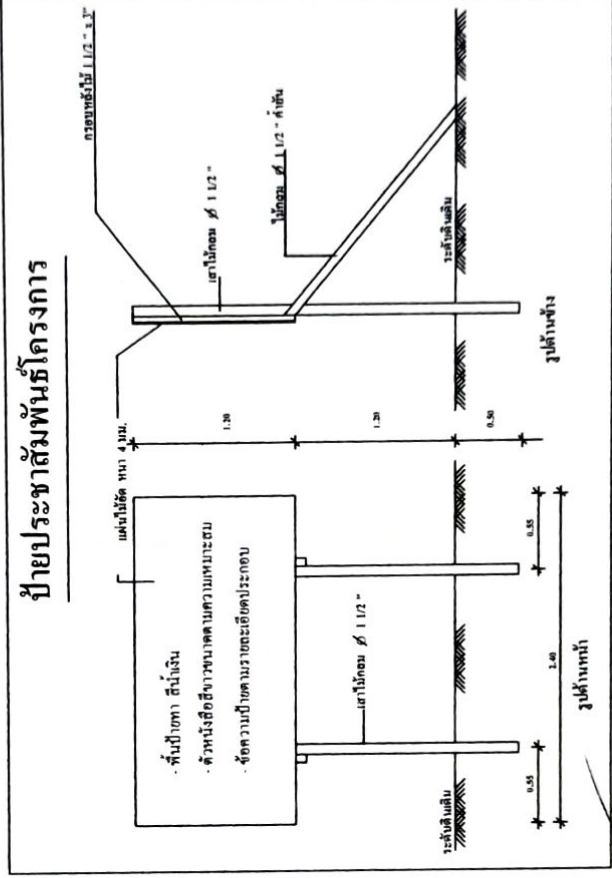 ป้ายประชาสัมพันธ์โครงการ
แผ่นไม้อัด หนา 4 มม.
- พื้นป้ายทา สีน้ำเงิน
- ตัวหนังสือสีขาวขนาดตามความเหมาะสม
- ข้อความป้ายตามรายละเอียดประกอบ
เสาไม้กลม Ø 1 1/2 "
ระดับดินเดิม
0.55
2.40
0.55
รูปด้านหน้า
1.20
1.20
0.50
กรอบหลังไม้ 1 1/2 " x 3"
เสาไม้กลม Ø 1 1/2 "
ไม้กลม Ø 1 1/2 " ค้ำยัน
ระดับดินเดิม
รูปด้านข้าง